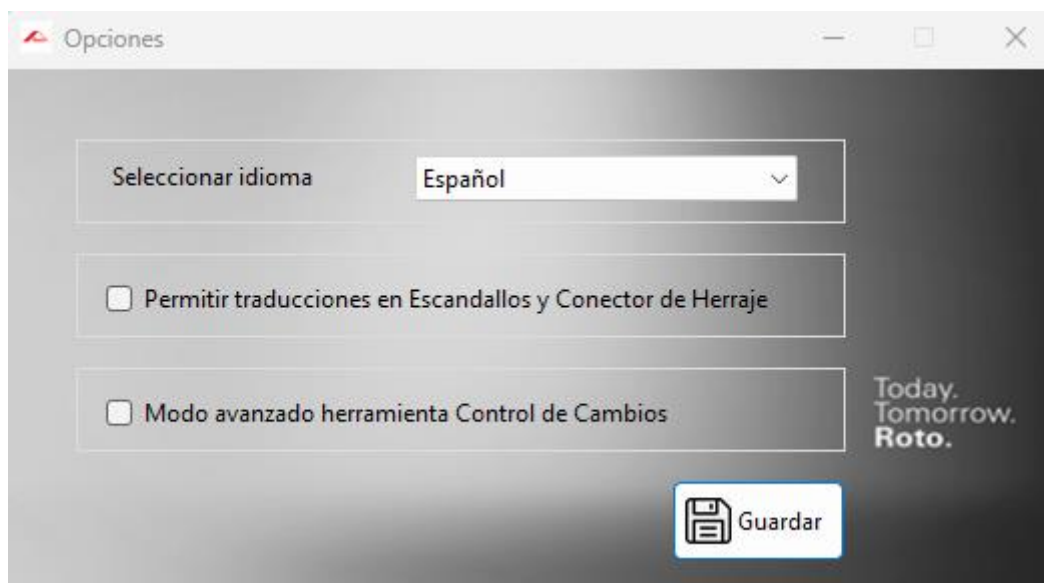 Opciones
Seleccionar idioma
Español
Permitir traducciones en Escandallos y Conector de Herraje
Modo avanzado herramienta Control de Cambios
Today.
Tomorrow.
Roto.
Guardar